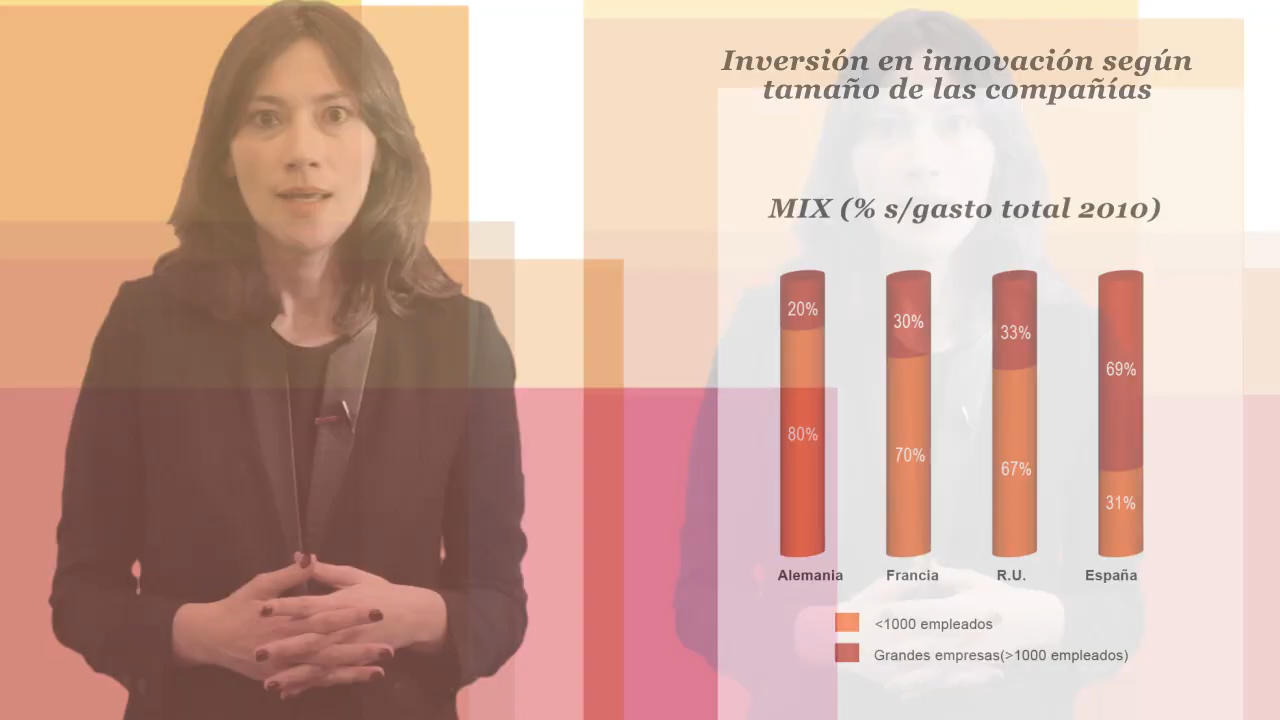 Inversión en innovación según
tamaño de las compañías
MIX (% s/gasto total 2010)
20% 30% 33% 69%
80% 70% 67% 31%
Alemania Francia R.U. España
<1000 empleados
Grandes empresas(>1000 empleados)